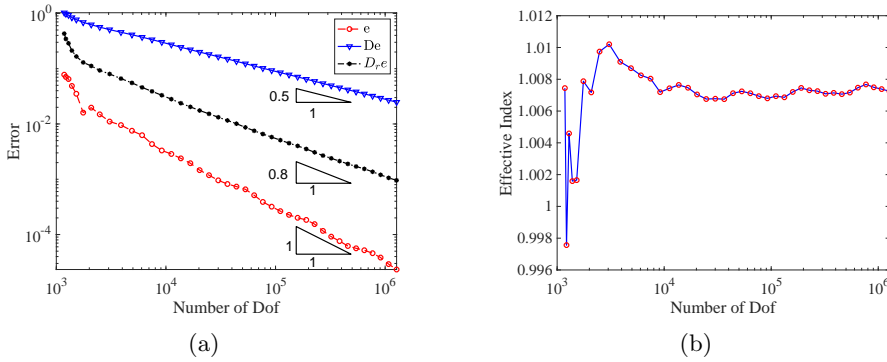 10^0
10^-2
10^-4
Error
10^3
10^4
10^5
10^6
Number of Dof
e
De
D_r e
0.5
1
0.8
1
1
1
(a)
1.012
1.01
1.008
1.006
1.004
1.002
1
0.998
0.996
Effective Index
10^3
10^4
10^5
10^6
Number of Dof
(b)